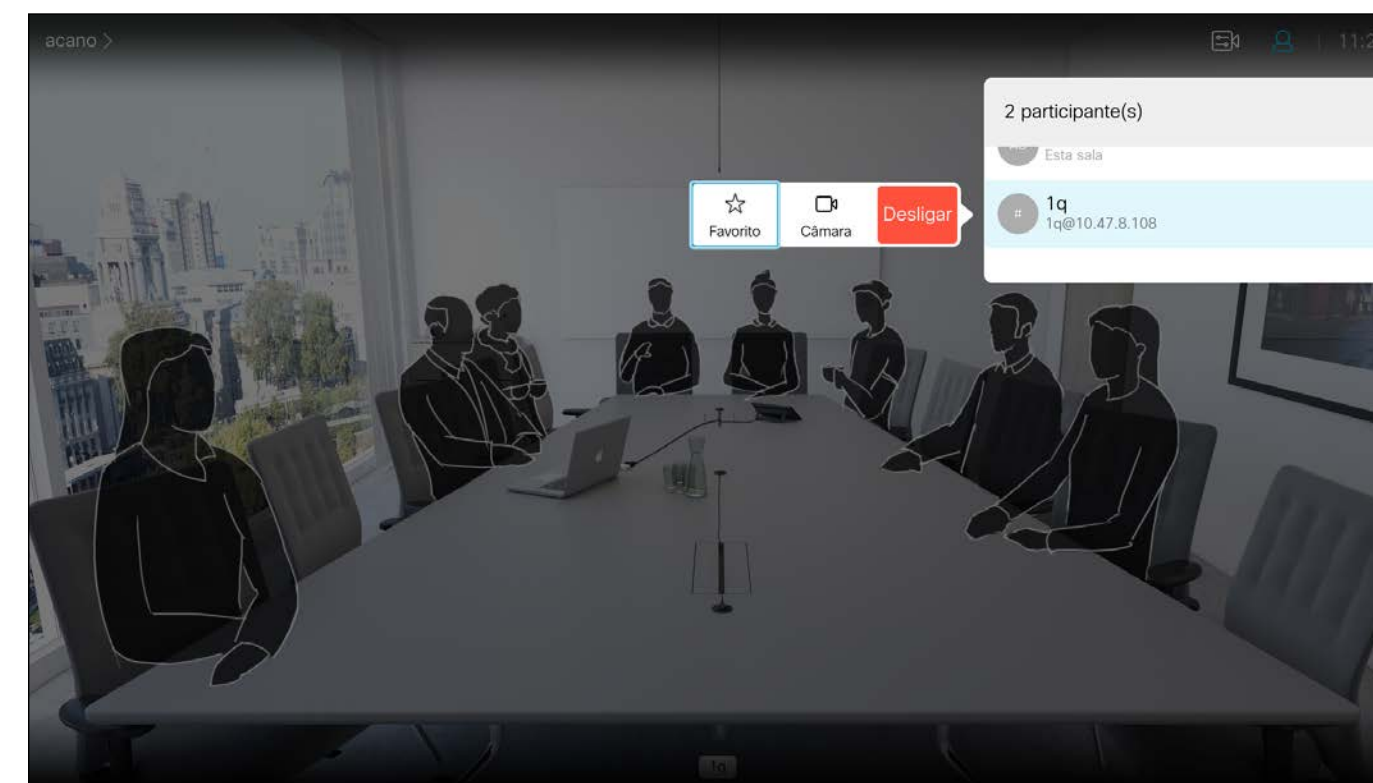 acano >
11:2
2 participante(s)
Esta sala
1q
1q@10.47.8.108
#
Favorito
Câmara
Desligar
1q